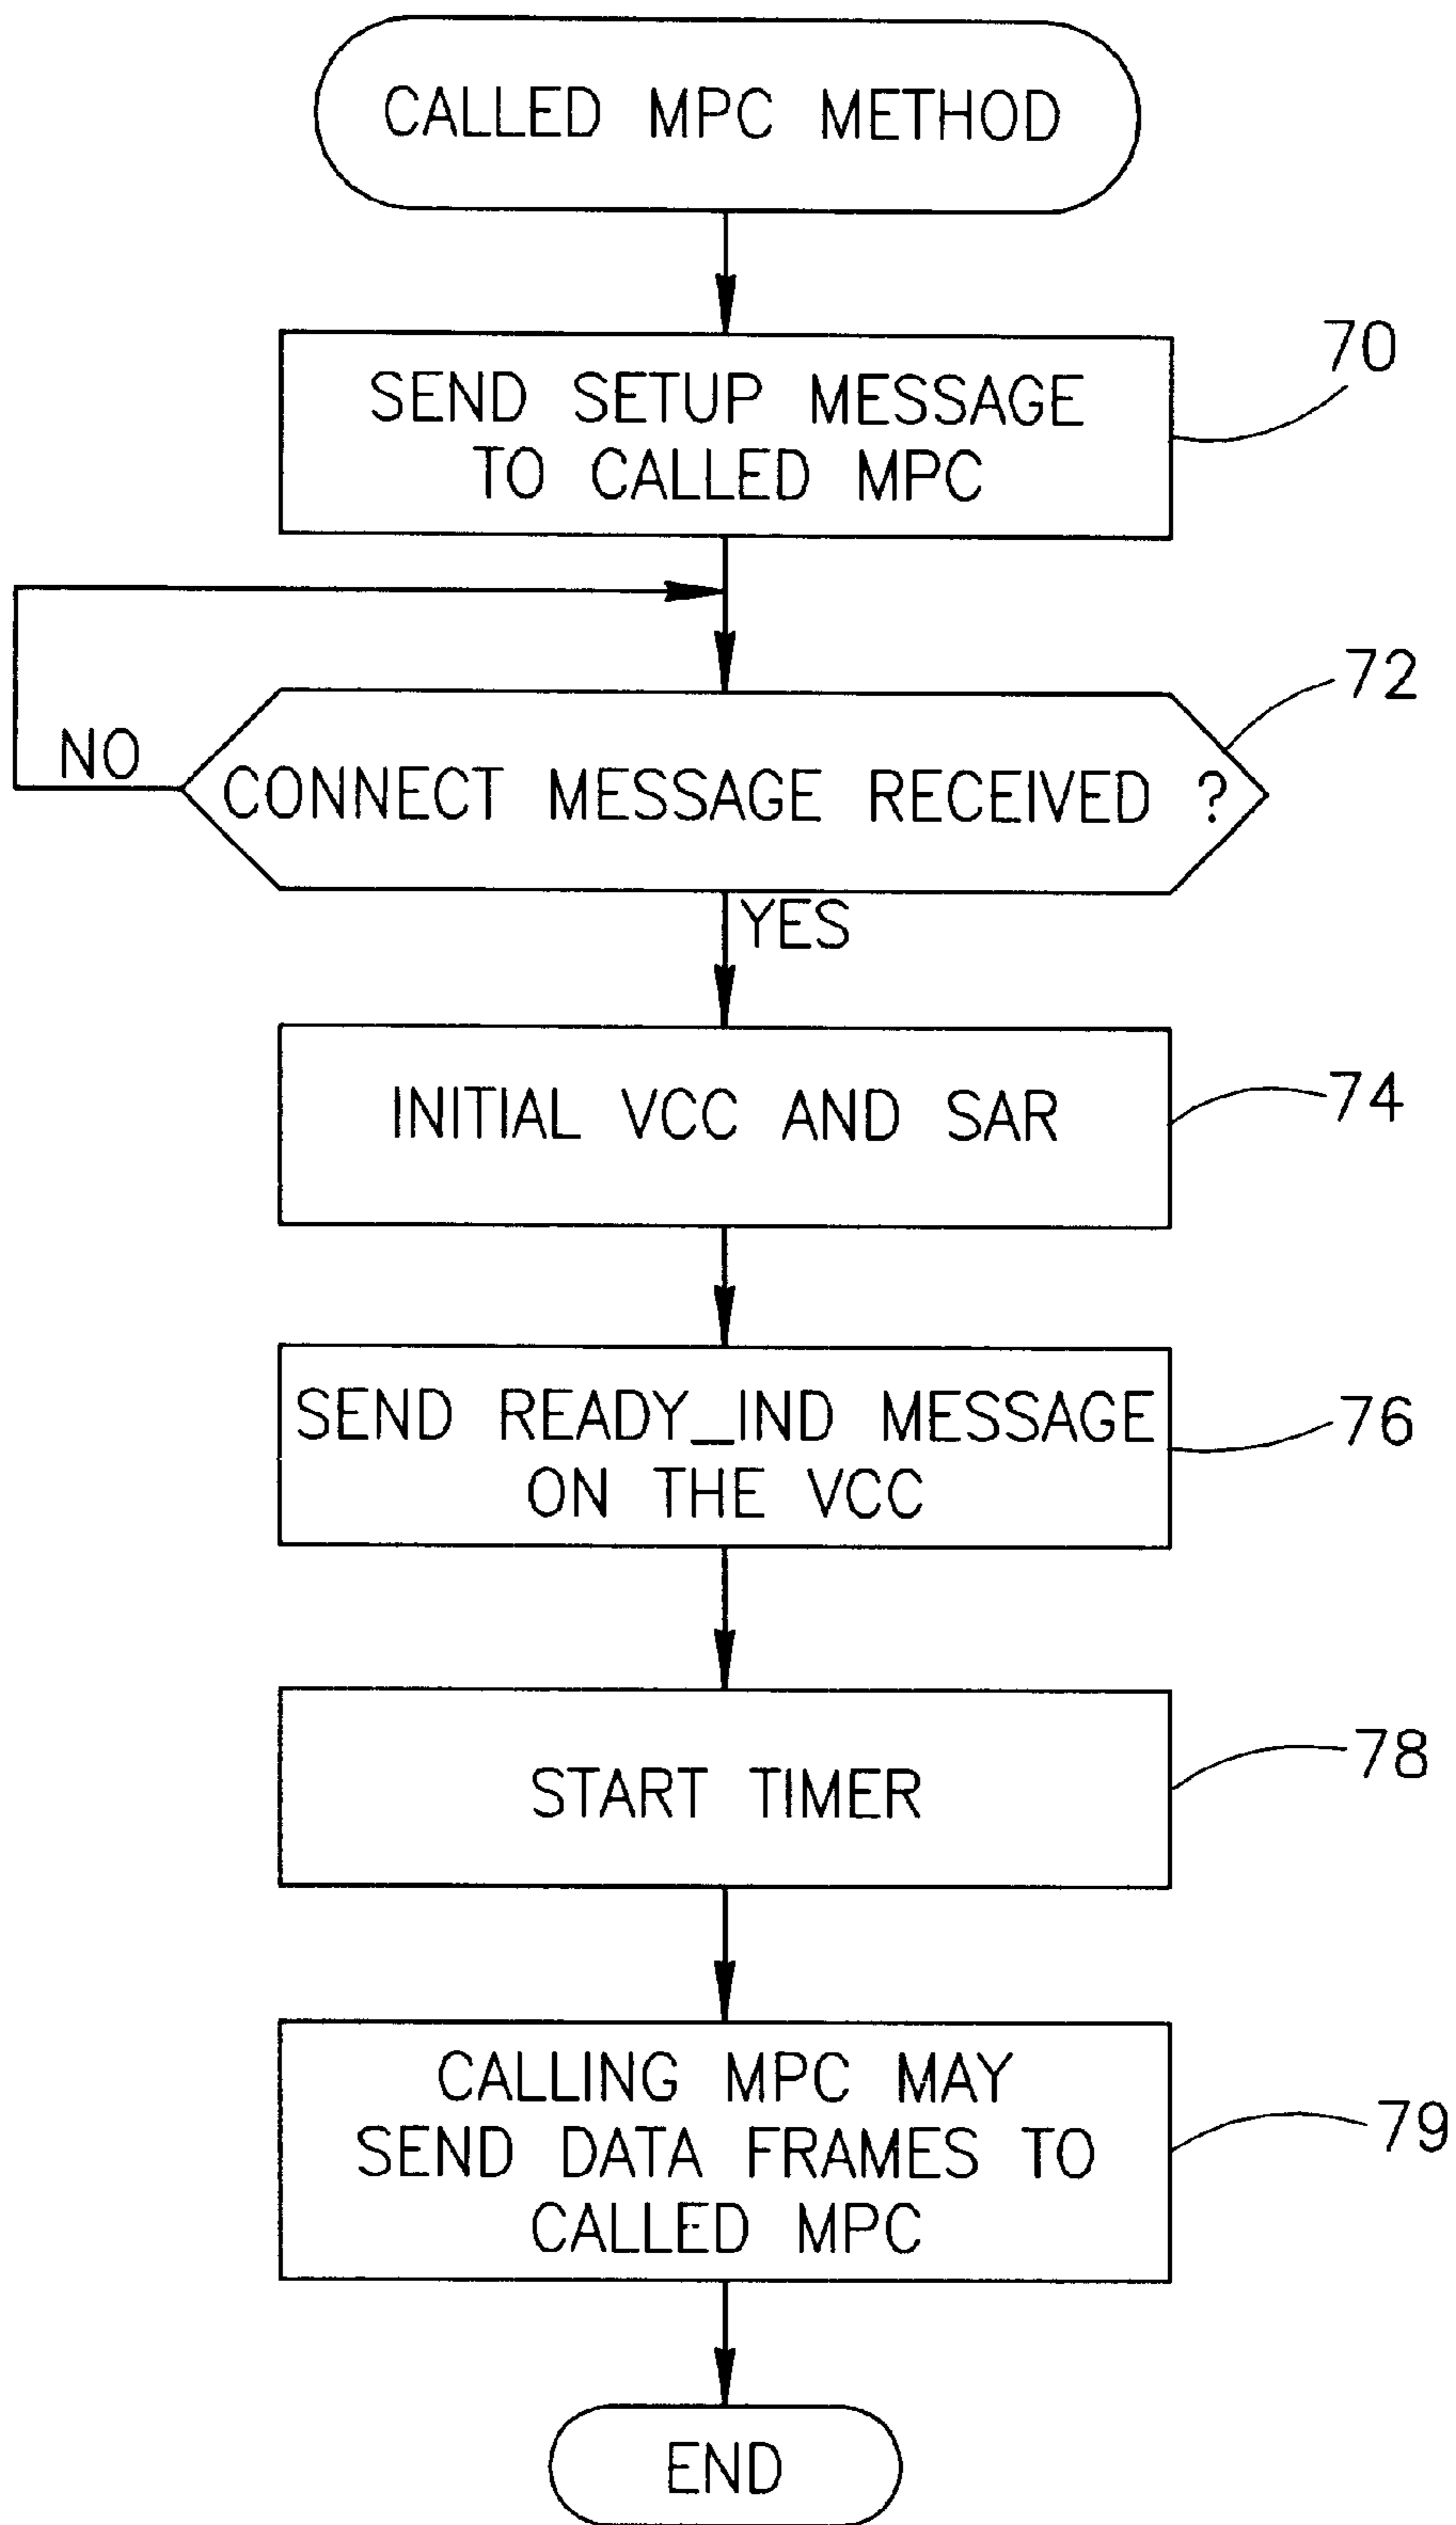 CALLED MPC METHOD
SEND SETUP MESSAGE
TO CALLED MPC
70
72
NO
CONNECT MESSAGE RECEIVED ?
YES
INITIAL VCC AND SAR
74
SEND READY_IND MESSAGE
ON THE VCC
76
START TIMER
78
CALLING MPC MAY
SEND DATA FRAMES TO
CALLED MPC
79
END